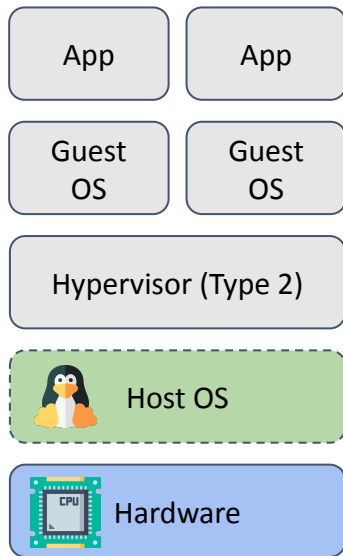 App
App
Guest
OS
Guest
OS
Hypervisor (Type 2)
Host OS
CPU
Hardware